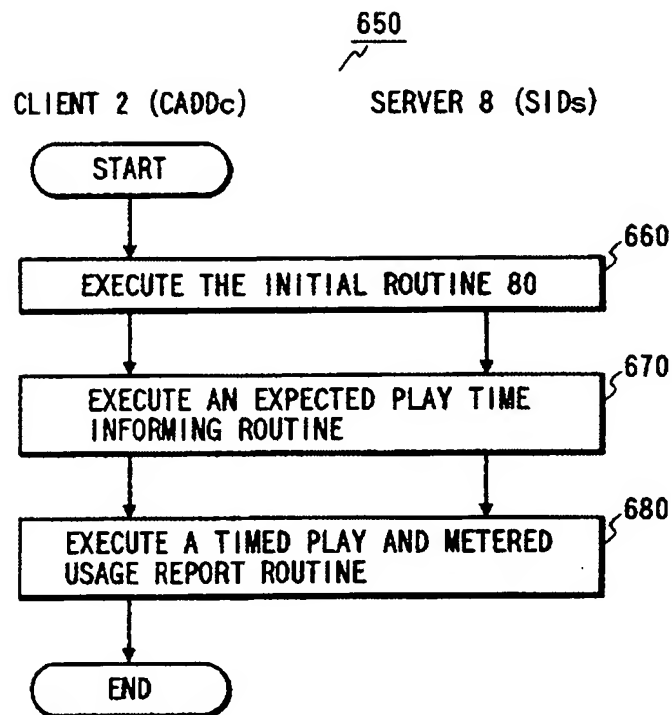 650
CLIENT 2 (CADDc) SERVER 8 (SIDs)
START
660
EXECUTE THE INITIAL ROUTINE 80
670
EXECUTE AN EXPECTED PLAY TIME
INFORMING ROUTINE
680
EXECUTE A TIMED PLAY AND METERED
USAGE REPORT ROUTINE
END